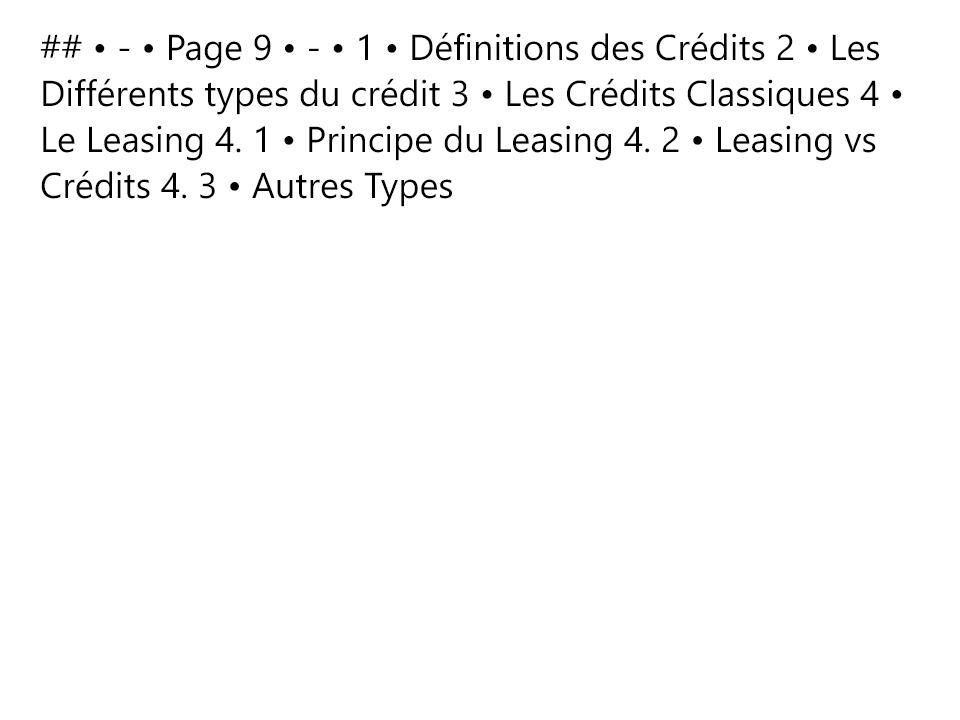 ## • - • Page 9 • - • 1 • Définitions des Crédits 2 • Les
Différents types du crédit 3 • Les Crédits Classiques 4 •
Le Leasing 4. 1 • Principe du Leasing 4. 2 • Leasing vs
Crédits 4. 3 • Autres Types